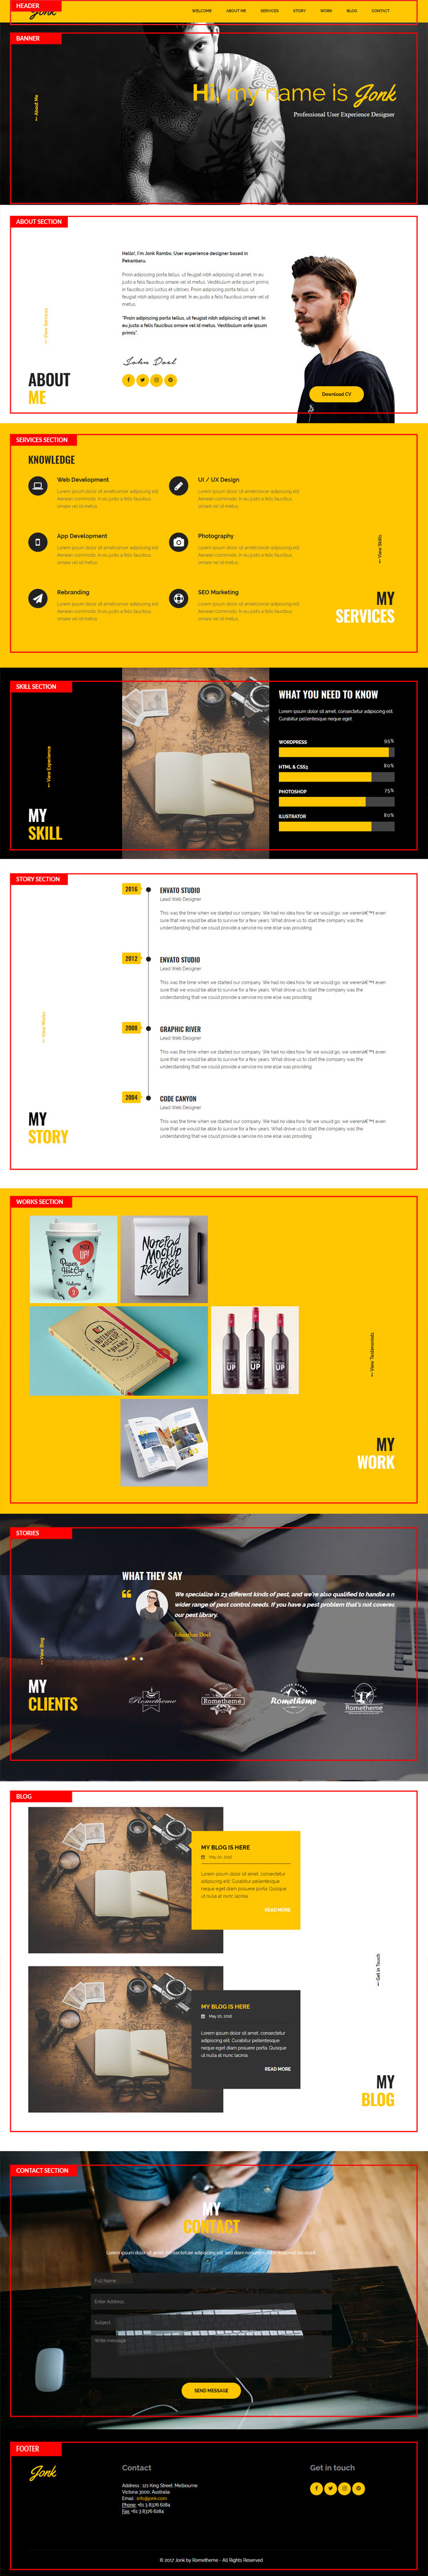 HEADER
Jonk
WELCOME ABOUT ME SERVICES STORY WORK BLOG CONTACT
BANNER
Hi, my name is Jonk
Professional User Experience Designer
About Me
ABOUT SECTION
Hello!, I'm Jonk Rambo, User experience designer based in
Pekanbaru.
Proin adipiscing porta tellus, ut feugiat nibh adipiscing sit amet. In eu
justo a felis faucibus ornare vel id metus. Vestibulum ante ipsum primis
in faucibus orci luctus et ultrices. Proin adipiscing porta tellus, ut
feugiat nibh adipiscing sit amet. In eu justo a felis faucibus ornare vel id
metus.
"Proin adipiscing porta tellus, ut feugiat nibh adipiscing sit amet. In
eu justo a felis faucibus ornare vel id metus. Vestibulum ante ipsum
primis".
John Doel
View Services
ABOUT
ME
Download CV
SERVICES SECTION
KNOWLEDGE
Web Development
Lorem ipsum dolor sit ametconse adipiscing elit.
Aenean commodo. In eu justo a felis faucibus
ornare vel id metus.
UI / UX Design
Lorem ipsum dolor sit ametconse adipiscing elit.
Aenean commodo. In eu justo a felis faucibus
ornare vel id metus.
App Development
Lorem ipsum dolor sit ametconse adipiscing elit.
Aenean commodo. In eu justo a felis faucibus
ornare vel id metus.
Photography
Lorem ipsum dolor sit ametconse adipiscing elit.
Aenean commodo. In eu justo a felis faucibus
ornare vel id metus.
Rebranding
Lorem ipsum dolor sit ametconse adipiscing elit.
Aenean commodo. In eu justo a felis faucibus
ornare vel id metus.
SEO Marketing
Lorem ipsum dolor sit ametconse adipiscing elit.
Aenean commodo. In eu justo a felis faucibus
ornare vel id metus.
View Skills
MY
SERVICES
SKILL SECTION
View Experience
MY
SKILL
WHAT YOU NEED TO KNOW
Lorem ipsum dolor sit amet, consectetur adipiscing elit.
Curabitur pellentesque neque eget.
WORDPRESS 95%
HTML & CSS3 80%
PHOTOSHOP 75%
ILUSTRATOR 80%
STORY SECTION
2016 ENVATO STUDIO
Lead Web Designer
This was the time when we started our company. We had no idea how far we would go, we werenâ€™t even
sure that we would be able to survive for a few years. What drove us to start the company was the
understanding that we could provide a service no one else was providing
2012 ENVATO STUDIO
Lead Web Designer
This was the time when we started our company. We had no idea how far we would go, we werenâ€™t even
sure that we would be able to survive for a few years. What drove us to start the company was the
understanding that we could provide a service no one else was providing
2008 GRAPHIC RIVER
Lead Web Designer
This was the time when we started our company. We had no idea how far we would go, we werenâ€™t even
sure that we would be able to survive for a few years. What drove us to start the company was the
understanding that we could provide a service no one else was providing
2004 CODE CANYON
Lead Web Designer
This was the time when we started our company. We had no idea how far we would go, we werenâ€™t even
sure that we would be able to survive for a few years. What drove us to start the company was the
understanding that we could provide a service no one else was providing
View Works
MY
STORY
WORKS SECTION
Paper
Hot Cup
Volume
NOTEPAD
MOCKUP
NOTEBOOK
MOCKUP
BRAND
UP UP UP
View Testimonials
MY
WORK
STORIES
WHAT THEY SAY
We specialize in 23 different kinds of pest, and we're also qualified to handle a n
wider range of pest control needs. If you have a pest problem that's not covered
our pest library.
Johnathan Doel
View Blog
MY
CLIENTS
Rometheme Rometheme Rometheme Rometheme
BLOG
MY BLOG IS HERE
May 20, 2016
Lorem ipsum dolor sit amet, consectetur
adipiscing elit. Curabitur pellentesque
neque eget diam posuere porta. Quisque
ut nulla at nunc lacinia
READ MORE
MY BLOG IS HERE
May 20, 2016
Lorem ipsum dolor sit amet, consectetur
adipiscing elit. Curabitur pellentesque
neque eget diam posuere porta. Quisque
ut nulla at nunc lacinia
READ MORE
Get in Touch
MY
BLOG
CONTACT SECTION
MY
CONTACT
Lorem ipsum dolor sit amet, consectetuer adipiscing elit, sed diam nonummy nibh euismod tincidunt
Full Name...
Enter Address...
Subject...
Write message
SEND MESSAGE
FOOTER
Jonk
Contact
Address: 121 King Street, Melbourne
Victoria 3000, Australia
Email: info@jonk.com
Phone: +61 3 8376 6284
Fax: +61 3 8376 6284
Get in touch
© 2017 Jonk by Rometheme - All Rights Reserved